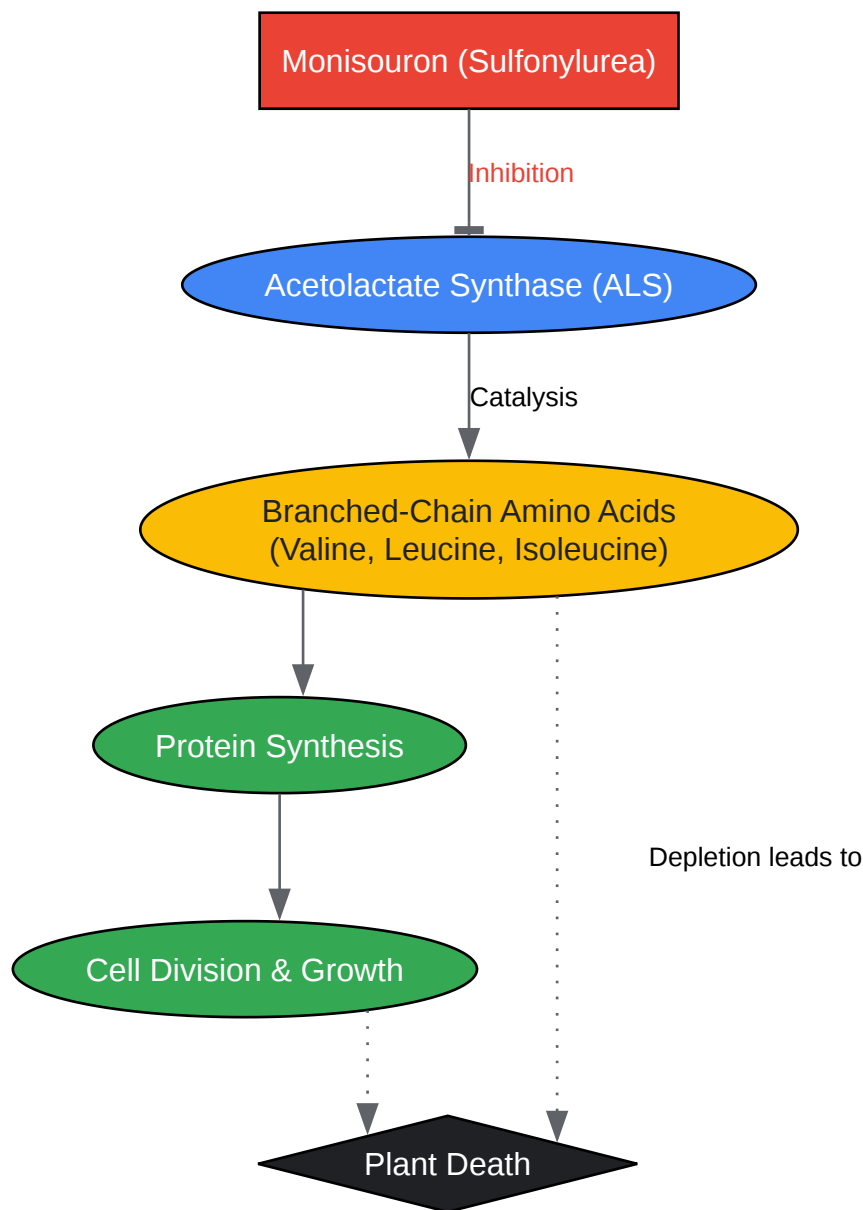 Monisouron (Sulfonylurea)
Inhibition
Acetolactate Synthase (ALS)
Catalysis
Branched-Chain Amino Acids
(Valine, Leucine, Isoleucine)
Protein Synthesis
Depletion leads to
Cell Division & Growth
Plant Death